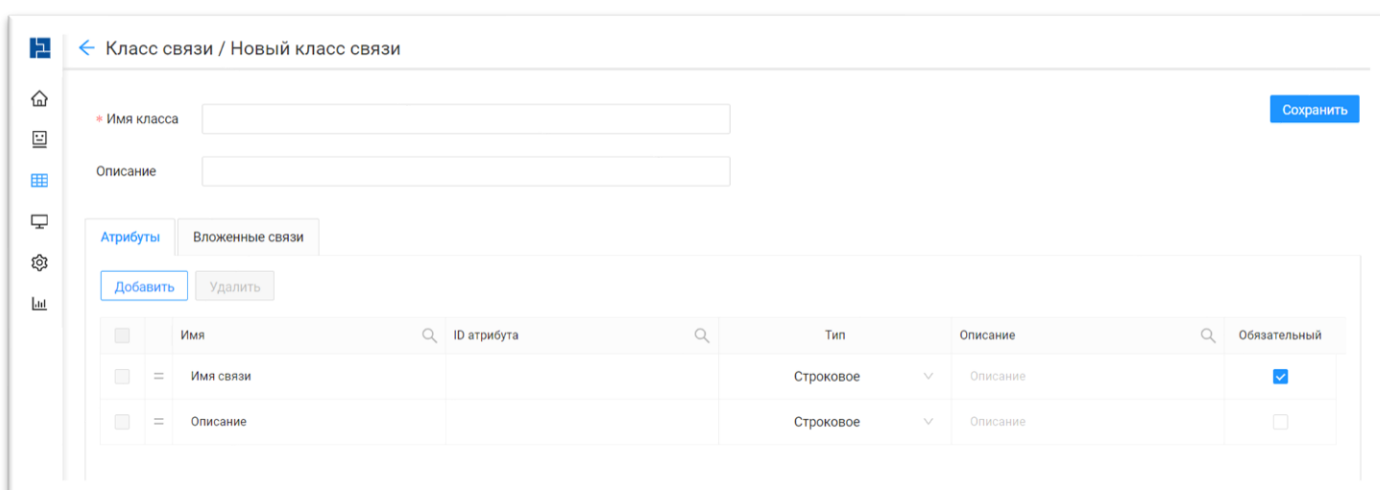 Класс связи / Новый класс связи
* Имя класса
Сохранить
Описание
Атрибуты Вложенные связи
Добавить Удалить
Имя ID атрибута Тип Описание Обязательный
Имя связи Строковое Описание
Описание Строковое Описание